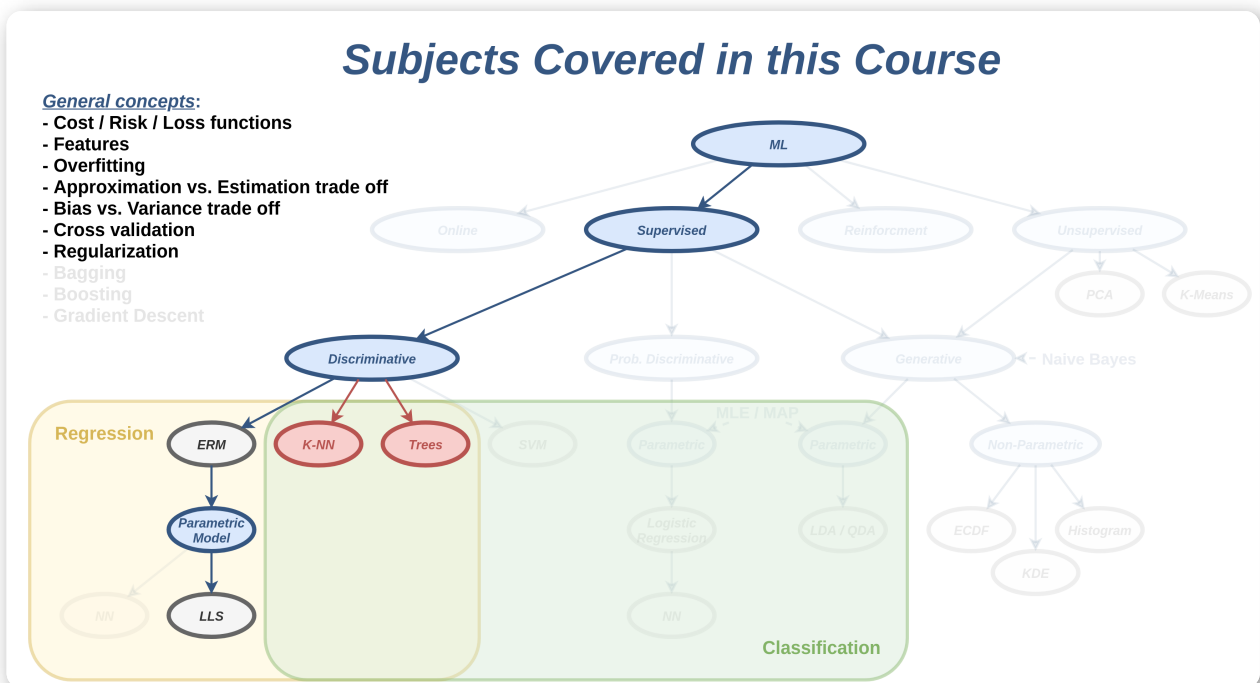 Subjects Covered in this Course
General concepts:
- Cost / Risk / Loss functions
- Features
- Overfitting
- Approximation vs. Estimation trade off
- Bias vs. Variance trade off
- Cross validation
- Regularization
- Bagging
- Boosting
- Gradient Descent
ML
Online
Supervised
Reinforcment
Unsupervised
PCA
K-Means
Discriminative
Prob. Discriminative
Generative
Naive Bayes
MLE / MAP
Regression
ERM
K-NN
Trees
SVM
Parametric
Parametric
Non-Parametric
Parametric
Model
Logistic
Regression
LDA / QDA
ECDF
Histogram
KDE
NN
LLS
NN
Classification